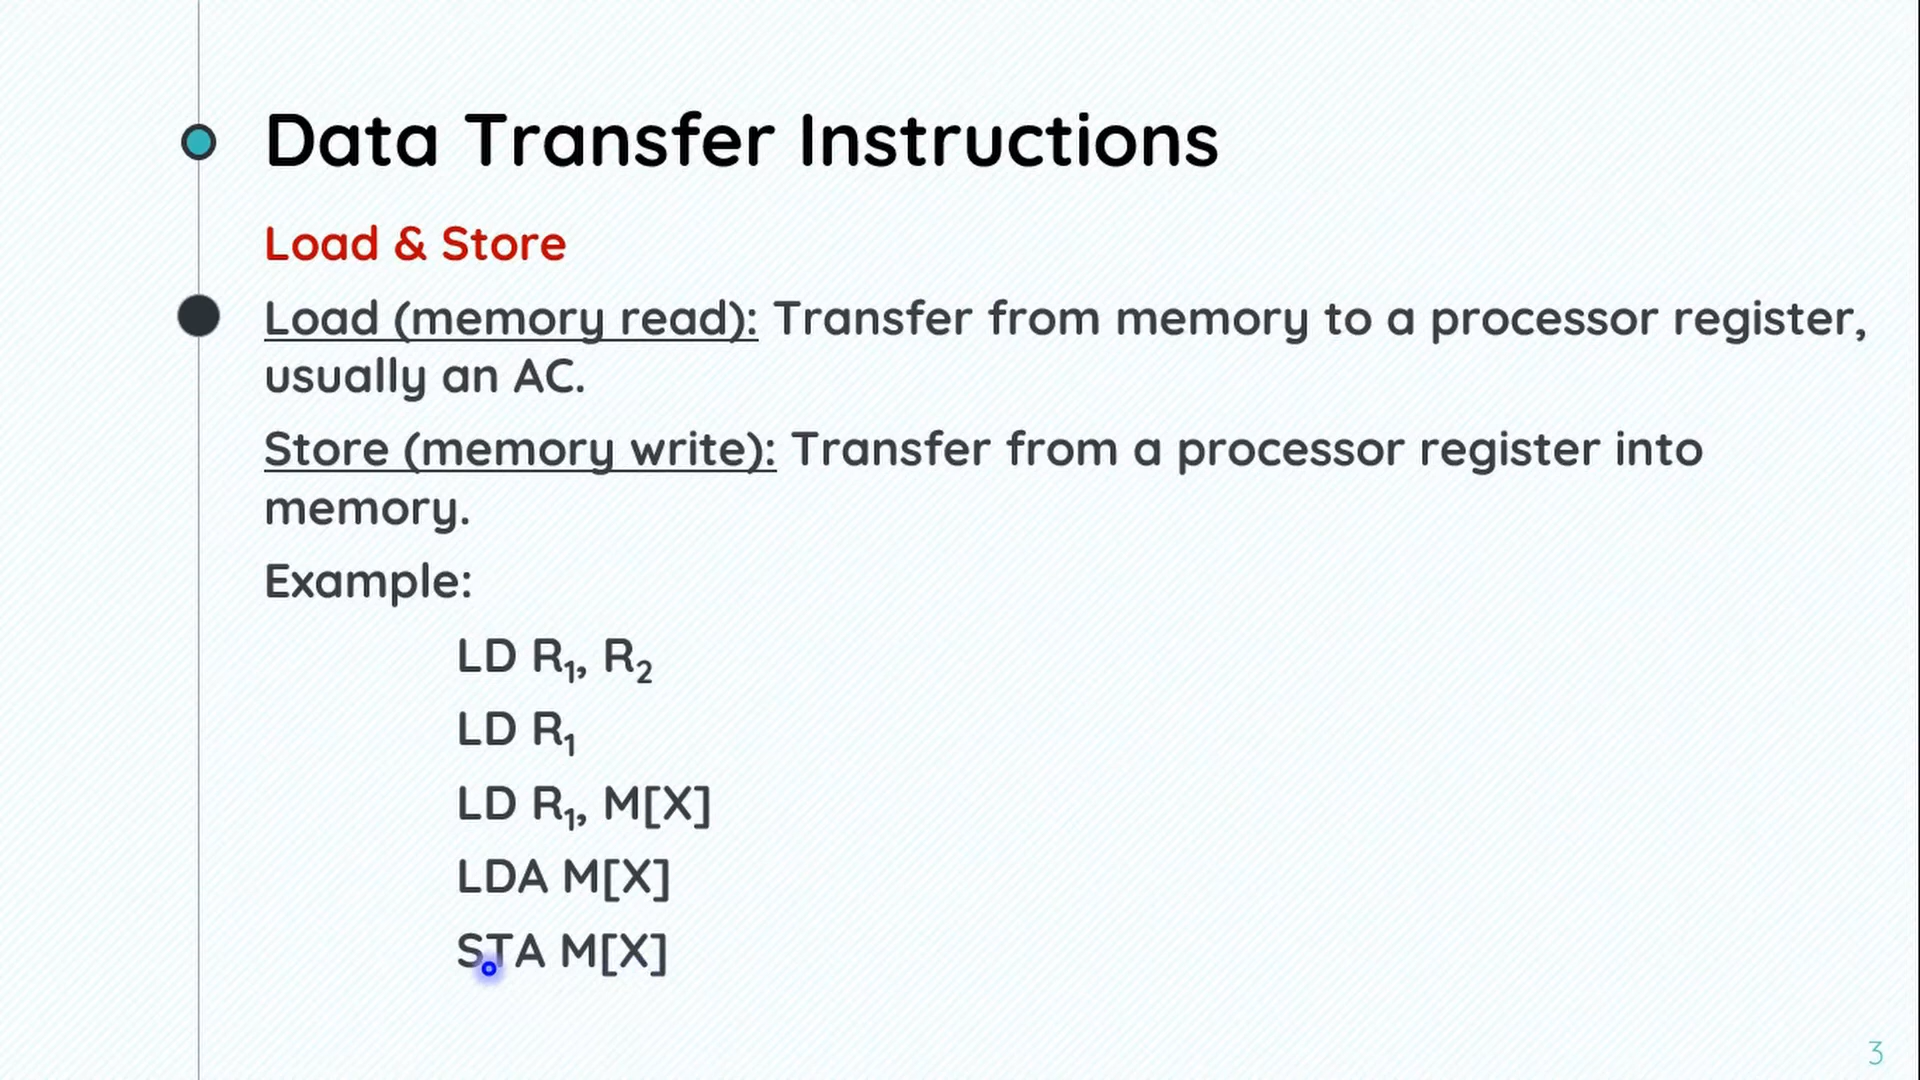 Data Transfer Instructions
Load & Store
Load (memory read): Transfer from memory to a processor register,
usually an AC.
Store (memory write): Transfer from a processor register into
memory.
Example:
LD R₁, R₂
LD R₁
LD R₁, M[X]
LDA M[X]
STA M[X]
3